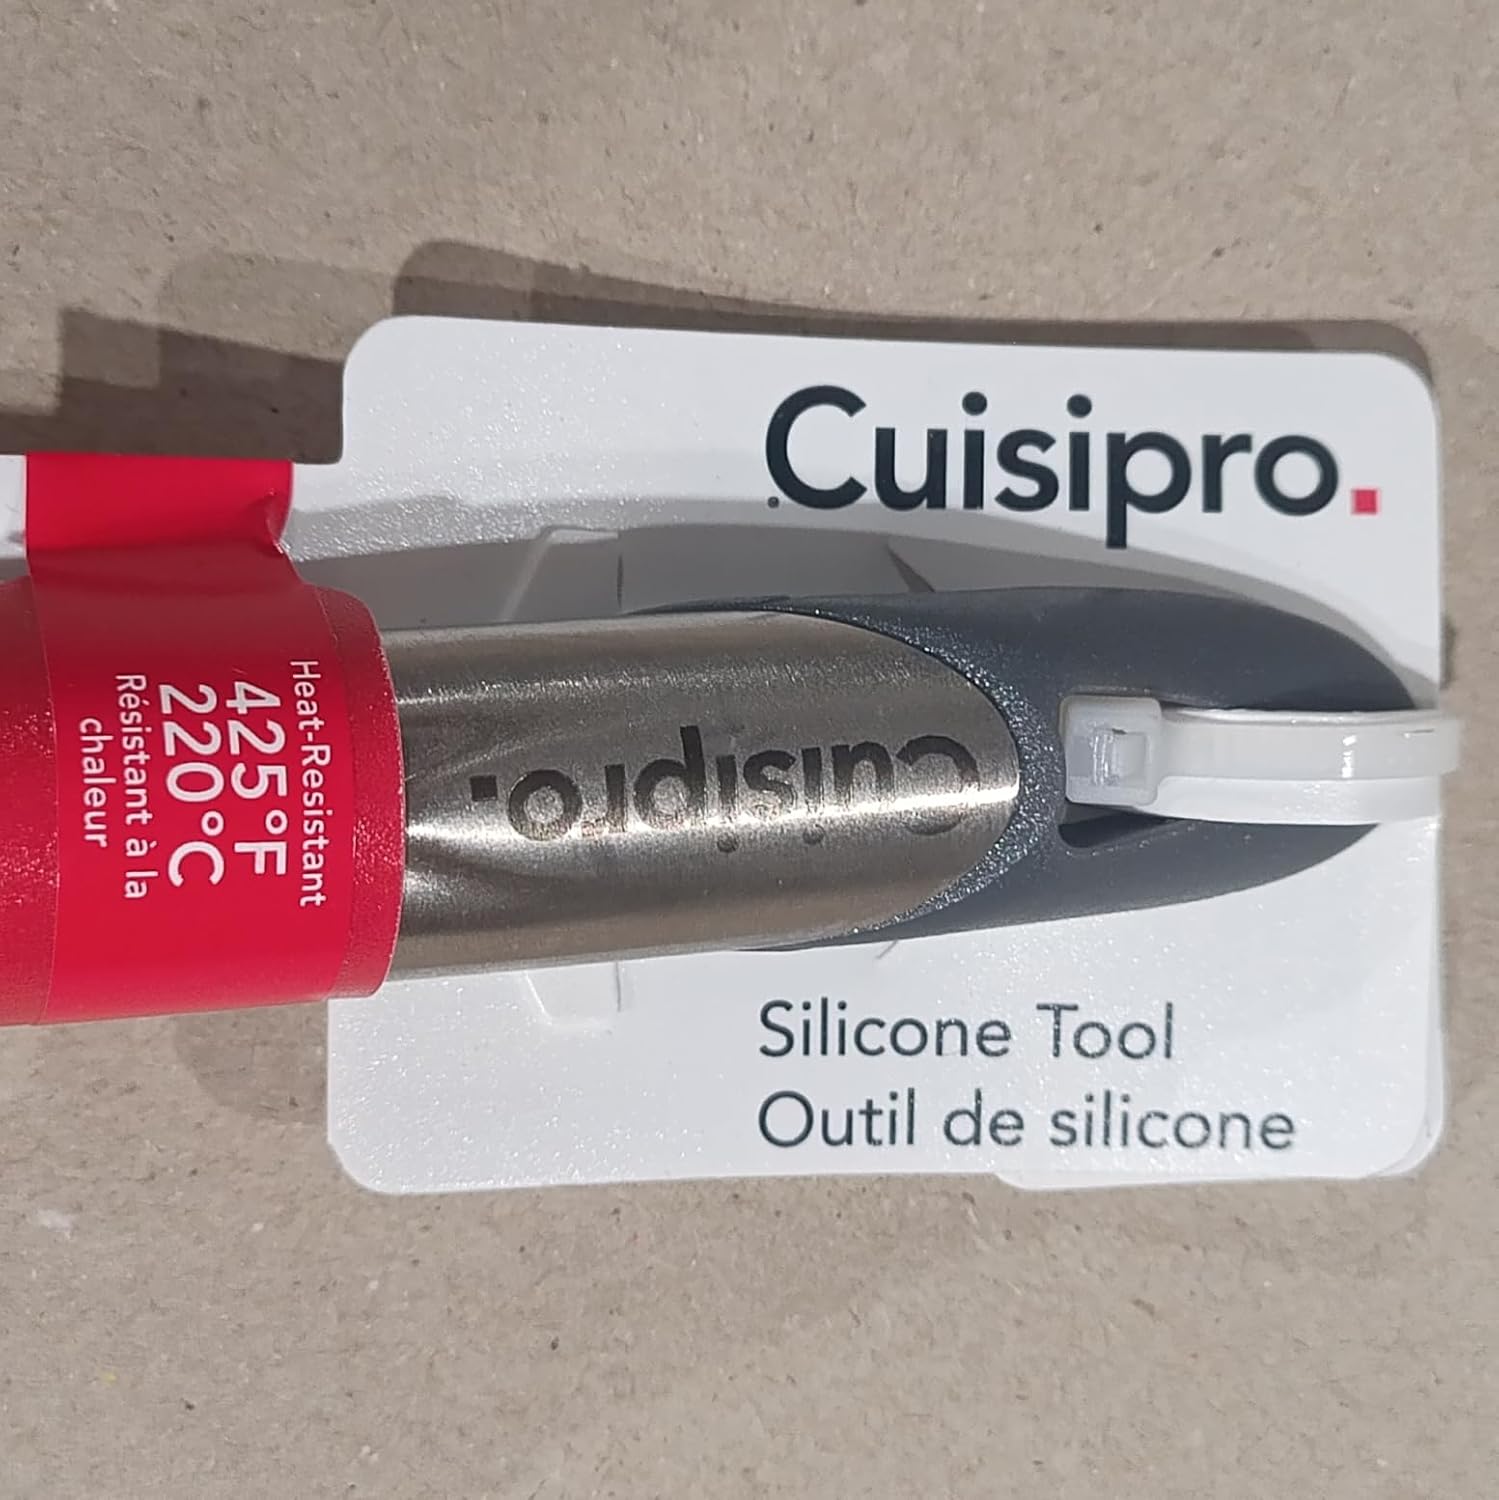 Cuisipro.
cuisipro.
Heat-Resistant
425°F
220°C
Résistant à la
chaleur
Silicone Tool
Outil de silicone